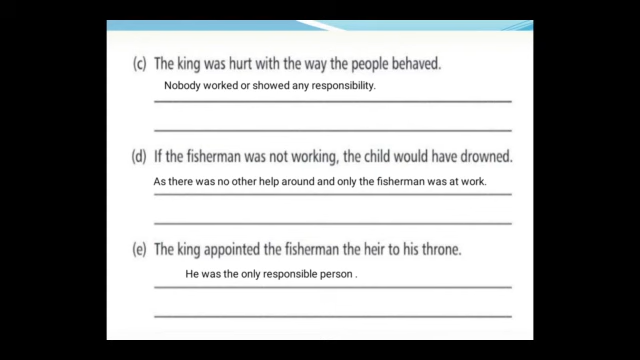 (c) The king was hurt with the way the people behaved.
Nobody worked or showed any responsibility.
(d) If the fisherman was not working, the child would have drowned.
As there was no other help around and only the fisherman was at work.
(e) The king appointed the fisherman the heir to his throne.
He was the only responsible person .